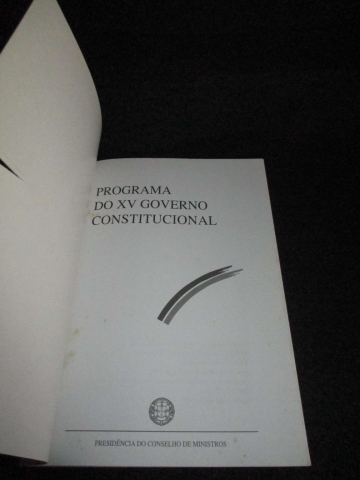 PROGRAMA
DO XV GOVERNO
CONSTITUCIONAL
PRESIDÊNCIA DO CONSELHO DE MINISTROS